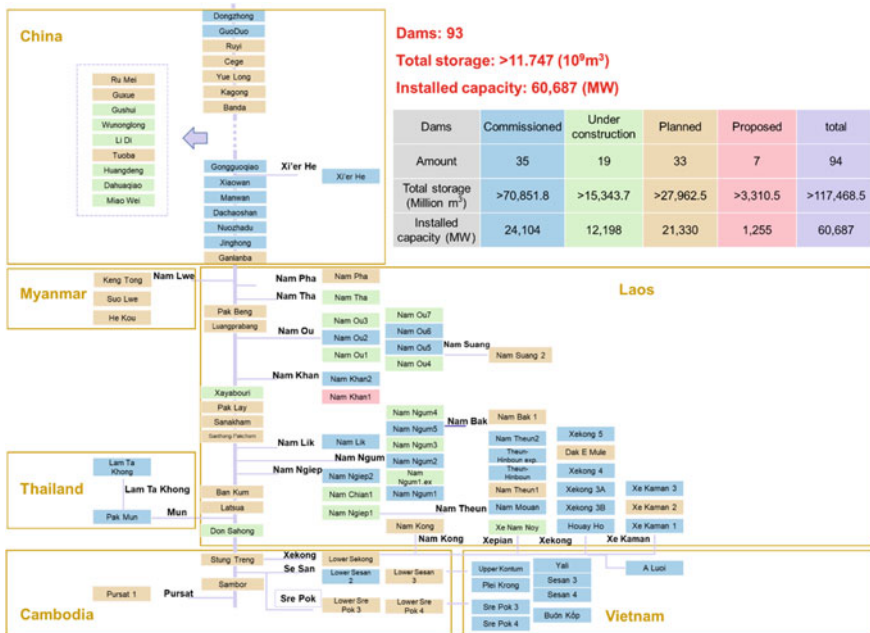 China
Dongzhong
GuoDuo
Ruyi
Cege
Yue Long
Kagong
Banda
Ru Mei
Guxue
Gushui
Wunonglong
Li Di
Tuoba
Huangdeng
Dahuaqiao
Miao Wei
Gongguoqiao
Xiaowan
Manwan
Dachaoshan
Nuozhadu
Jinghong
Ganlanba
Xi'er He
Xi'er He
Dams: 93
Total storage: >11.747 (10⁹m³)
Installed capacity: 60,687 (MW)
Dams Commissioned Under construction Planned Proposed total
Amount 35 19 33 7 94
Total storage (Million m³) >70,851.8 >15,343.7 >27,962.5 >3,310.5 >117,468.5
Installed capacity (MW) 24,104 12,198 21,330 1,255 60,687
Myanmar
Keng Tong
Suo Lwe
He Kou
Nam Lwe
Laos
Pak Beng
Luangprabang
Nam Pha
Nam Pha
Nam Tha
Nam Tha
Nam Ou
Nam Ou3
Nam Ou2
Nam Ou1
Nam Ou7
Nam Ou6
Nam Ou5
Nam Ou4
Nam Suang
Nam Suang 2
Nam Khan
Nam Khan2
Nam Khan1
Xayabouri
Pak Lay
Sanakham
Nam Lik
Nam Lik
Nam Ngum
Nam Ngum4
Nam Ngum5
Nam Ngum3
Nam Ngum2
Nam
Ngum1.ex
Nam Ngum1
Nam Bak
Nam Bak 1
Nam Ngiep
Nam Ngiep2
Nam Chian1
Nam Ngiep1
Nam Theun
Nam Theun2
Theun-
Hinboun exp.
Theun-
Hinboun
Nam Theun1
Nam Mouan
Xe Nam Noy
Xekong 5
Dak E Mule
Xekong 4
Xekong 3A
Xekong 3B
Houay Ho
Xe Kaman 3
Xe Kaman 2
Xe Kaman 1
Nam Kong
Nam Kong
Xepian
Xekong
Xe Kaman
Thailand
Lam Ta
Khong
Lam Ta Khong
Pak Mun
Mun
Ban Kum
Latsua
Don Sahong
Cambodia
Stung Treng
Sambor
Pursat 1
Pursat
Xekong
Lower Sekong
Se San
Lower Sesan
2
Lower Sesan
3
Sre Pok
Lower Sre
Pok 3
Lower Sre
Pok 4
Vietnam
Upper Kontum
Plei Krong
Sre Pok 3
Sre Pok 4
Yali
Sesan 3
Sesan 4
Buôn Kốp
A Luoi